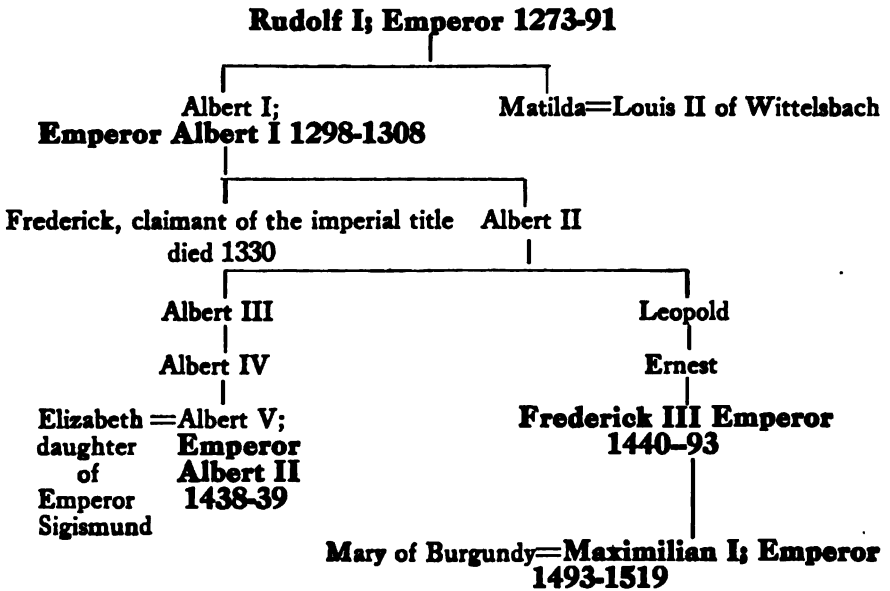 Rudolf I; Emperor 1273-91
Albert I;
Emperor Albert I 1298-1308
Matilda=Louis II of Wittelsbach
Frederick, claimant of the imperial title
died 1330
Albert II
Albert III
Leopold
Albert IV
Ernest
Elizabeth = Albert V;
daughter Emperor
of Albert II
Emperor 1438-39
Sigismund
Frederick III Emperor
1440-93
Mary of Burgundy=Maximilian I; Emperor
1493-1519